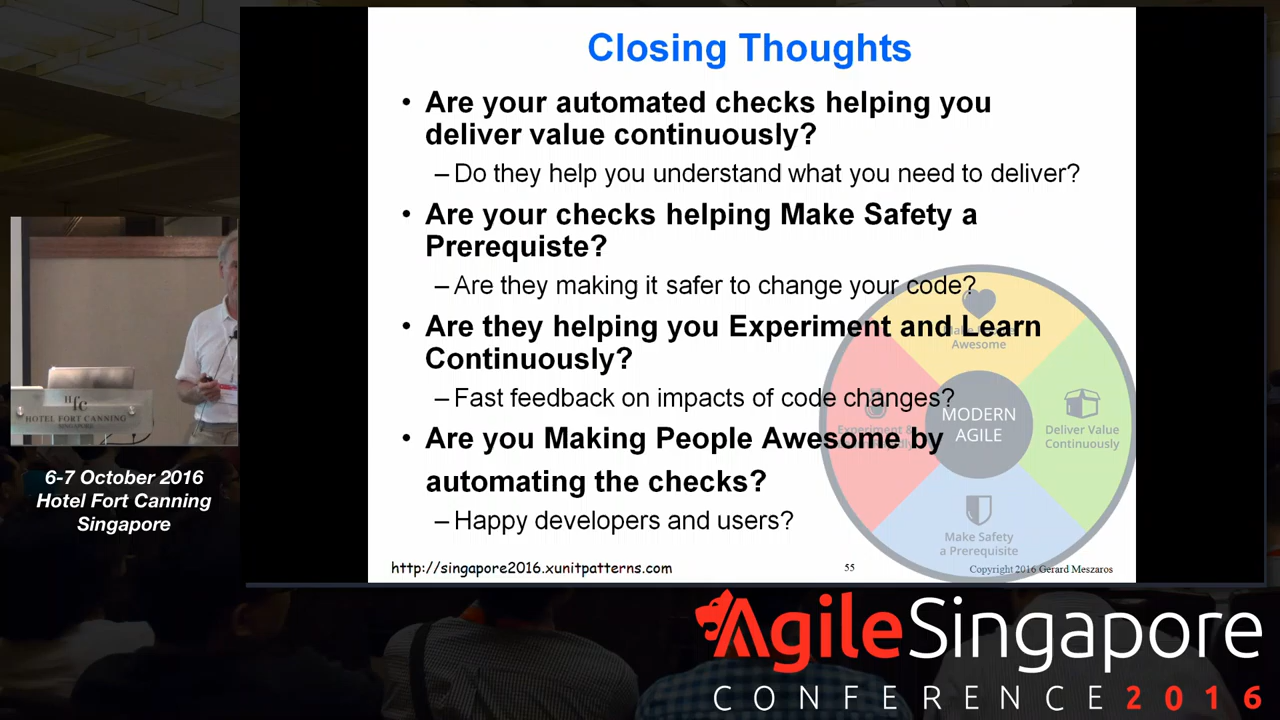 Closing Thoughts
• Are your automated checks helping you
deliver value continuously?
– Do they help you understand what you need to deliver?
• Are your checks helping Make Safety a
Prerequiste?
– Are they making it safer to change your code?
• Are they helping you Experiment and Learn
Continuously?
– Fast feedback on impacts of code changes?
• Are you Making People Awesome by
automating the checks?
– Happy developers and users?
Awesome
MODERN
AGILE
Deliver Value
Continuously
Make Safety
a Prerequisite
http://singapore2016.xunitpatterns.com
55
Copyright 2016 Gerard Meszaros
Hfc
HOTEL FORT CANNING
SINGAPORE
6-7 October 2016
Hotel Fort Canning
Singapore
AgileSingapore
CONFERENCE 2016